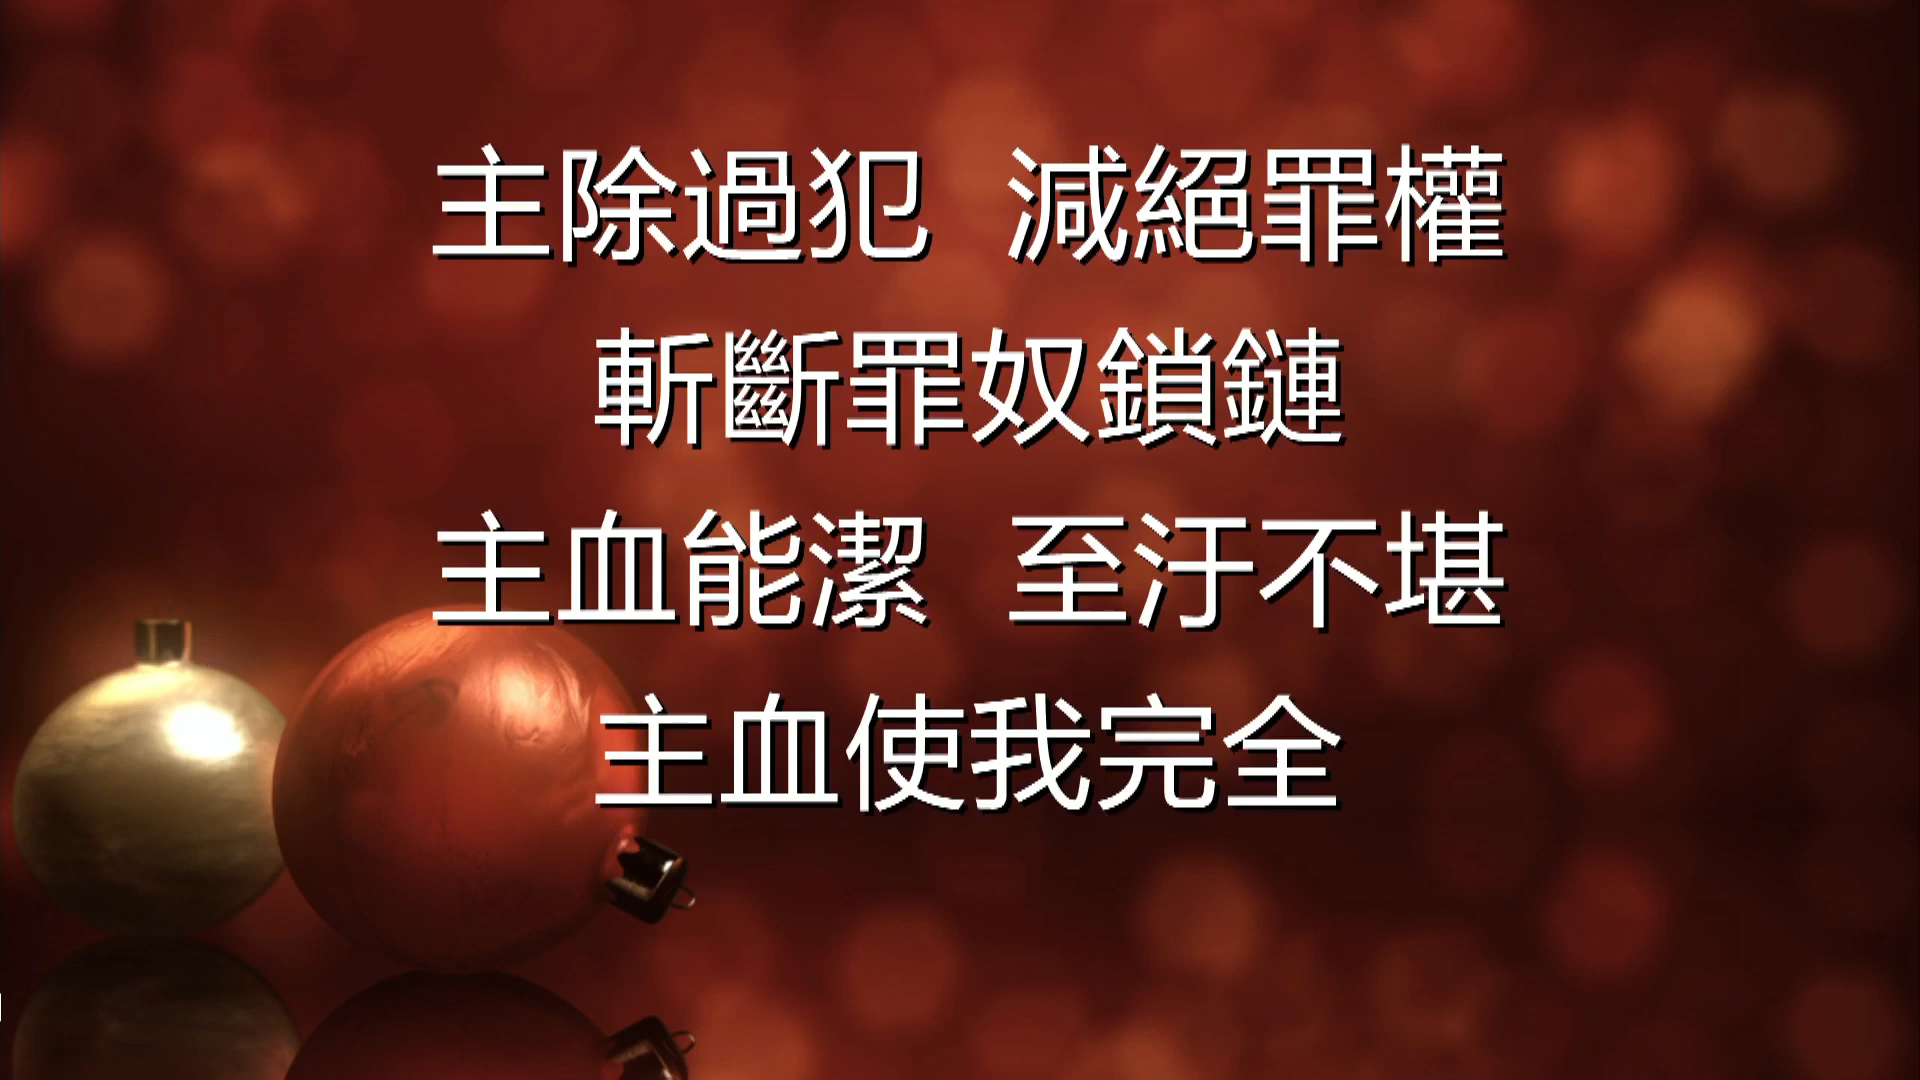 主除過犯 減絕罪權
斬斷罪奴鎖鏈
主血能潔 至汙不堪
主血使我完全